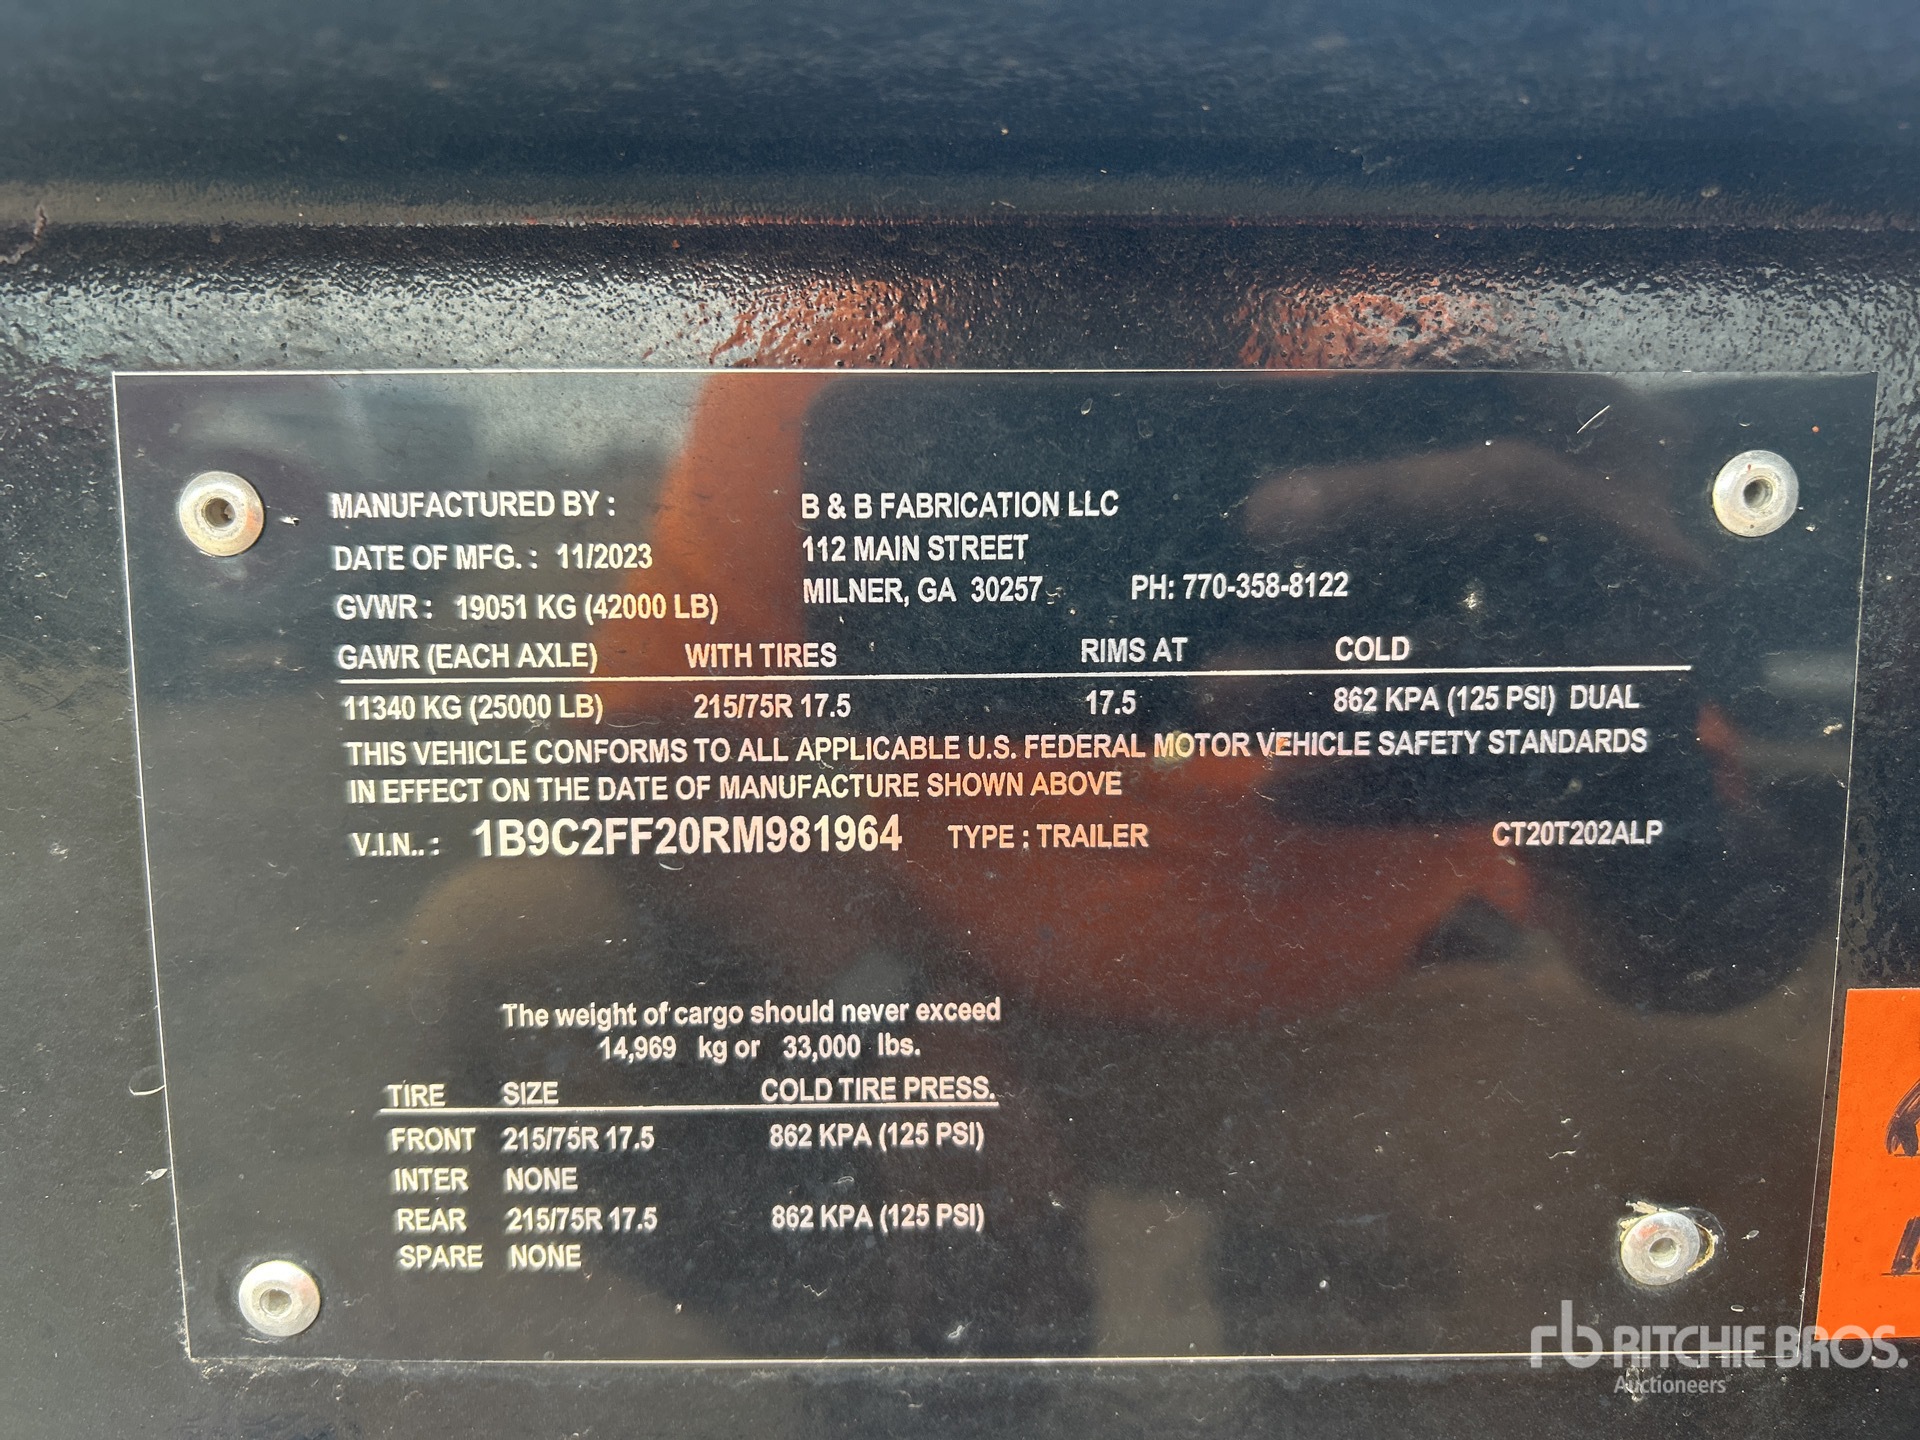 MANUFACTURED BY : B & B FABRICATION LLC
DATE OF MFG. : 11/2023 112 MAIN STREET
MILNER, GA 30257 PH: 770-358-8122
GVWR : 19051 KG (42000 LB)
GAWR (EACH AXLE) WITH TIRES RIMS AT COLD
11340 KG (25000 LB) 215/75R 17.5 17.5 862 KPA (125 PSI) DUAL
THIS VEHICLE CONFORMS TO ALL APPLICABLE U.S. FEDERAL MOTOR VEHICLE SAFETY STANDARDS
IN EFFECT ON THE DATE OF MANUFACTURE SHOWN ABOVE
V.I.N.. : 1B9C2FF20RM981964 TYPE : TRAILER CT20T202ALP
The weight of cargo should never exceed
14,969 kg or 33,000 lbs.
TIRE SIZE COLD TIRE PRESS.
FRONT 215/75R 17.5 862 KPA (125 PSI)
INTER NONE
REAR 215/75R 17.5 862 KPA (125 PSI)
SPARE NONE
rb RITCHIE BROS.
Auctioneers